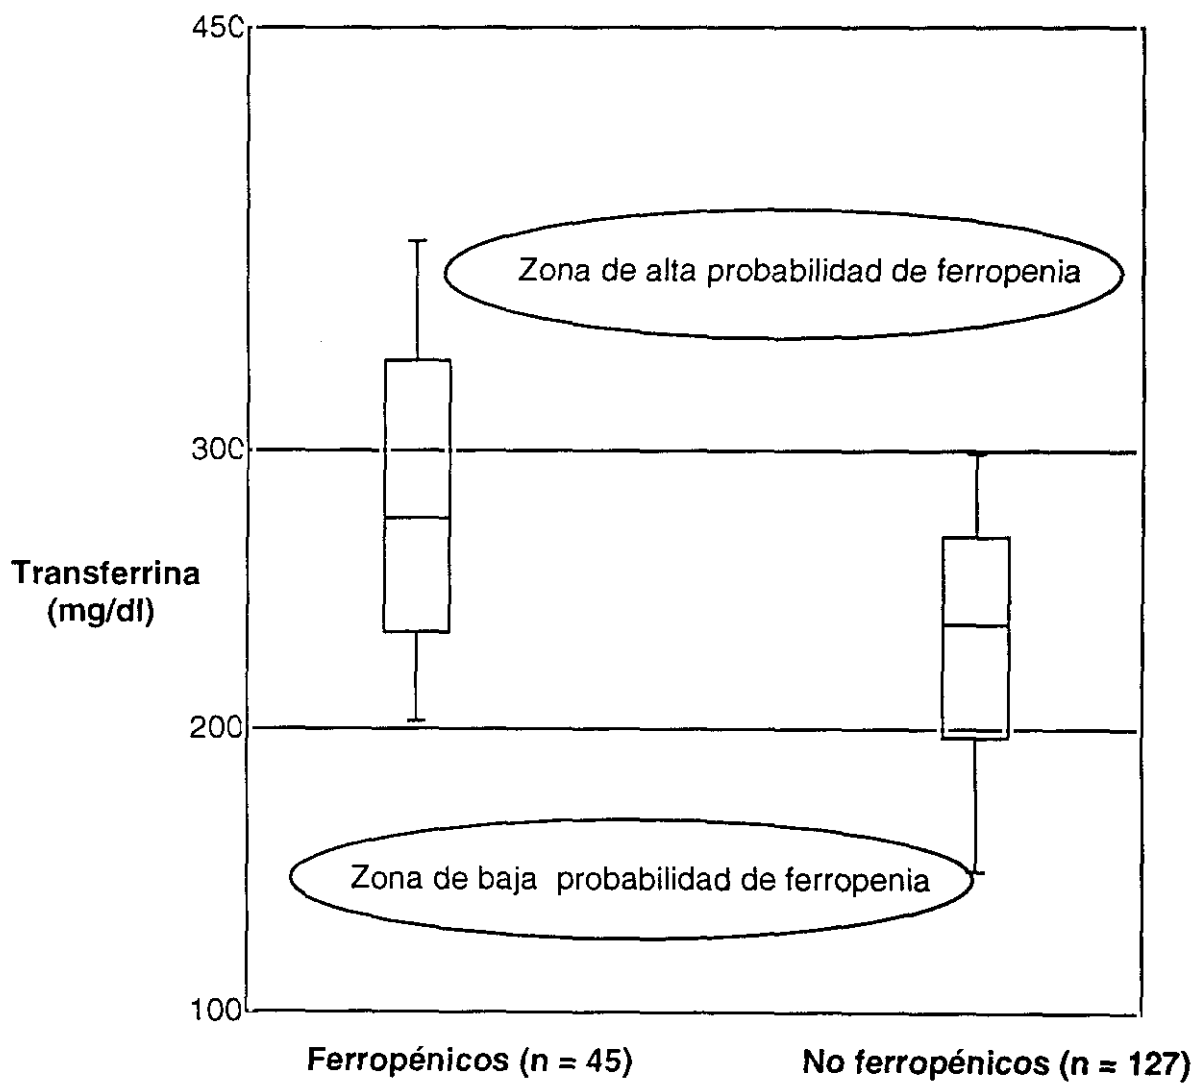 450
Zona de alta probabilidad de ferropenia
300
Transferrina
(mg/dl)
200
Zona de baja probabilidad de ferropenia
100
Ferropénicos (n = 45)
No ferropénicos (n = 127)